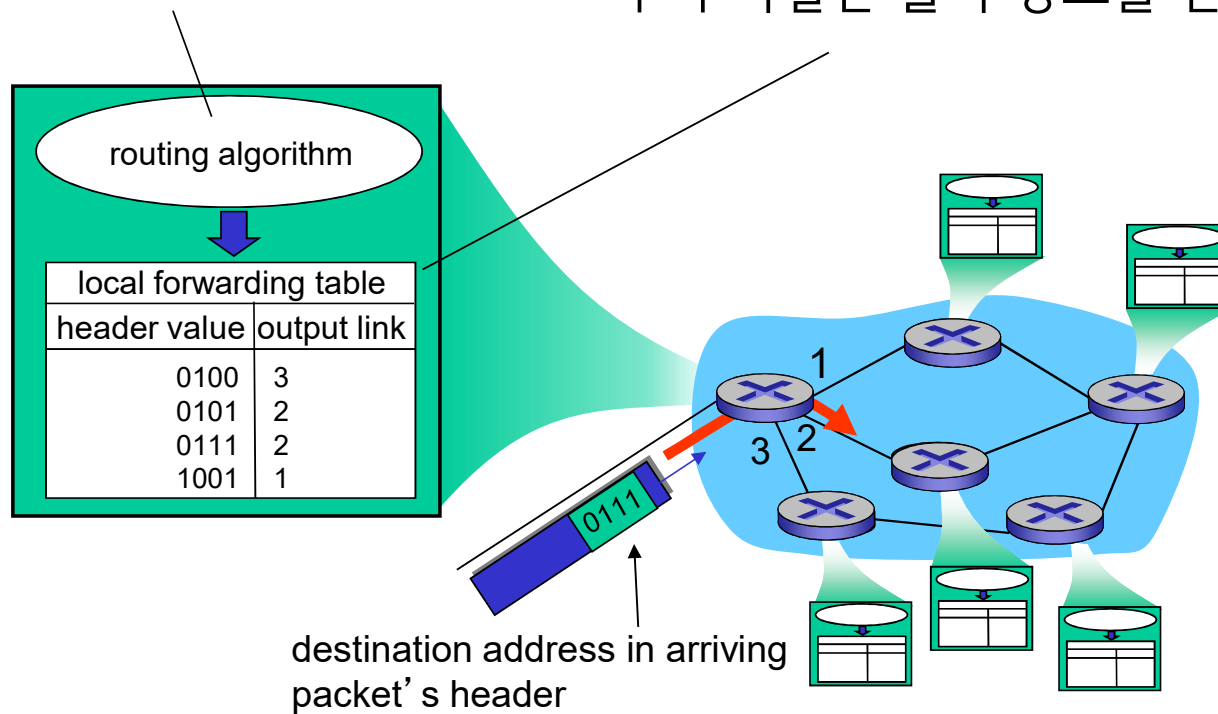 routing algorithm
local forwarding table
header value output link
0100 3
0101 2
0111 2
1001 1
1
2
3
0111
destination address in arriving
packet’s header